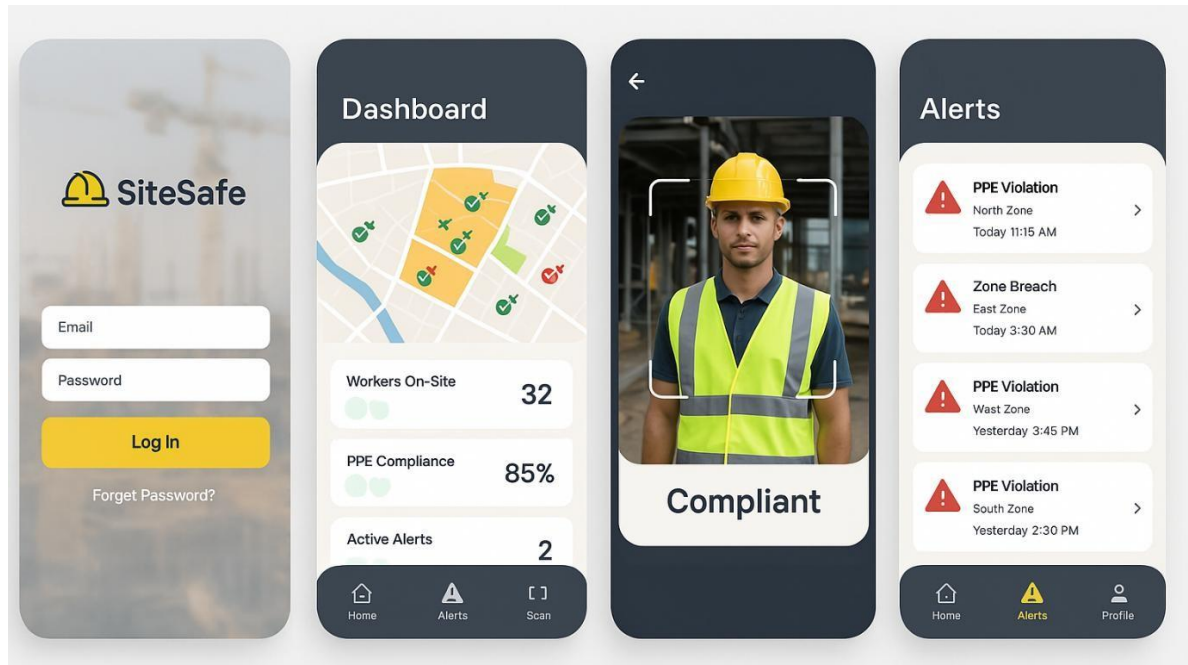 SiteSafe
Email
Password
Log In
Forget Password?
Dashboard
Workers On-Site
32
PPE Compliance
85%
Active Alerts
2
Home
Alerts
Scan
Compliant
Alerts
PPE Violation
North Zone
Today 11:15 AM
Zone Breach
East Zone
Today 3:30 AM
PPE Violation
Wast Zone
Yesterday 3:45 PM
PPE Violation
South Zone
Yesterday 2:30 PM
Home
Alerts
Profile